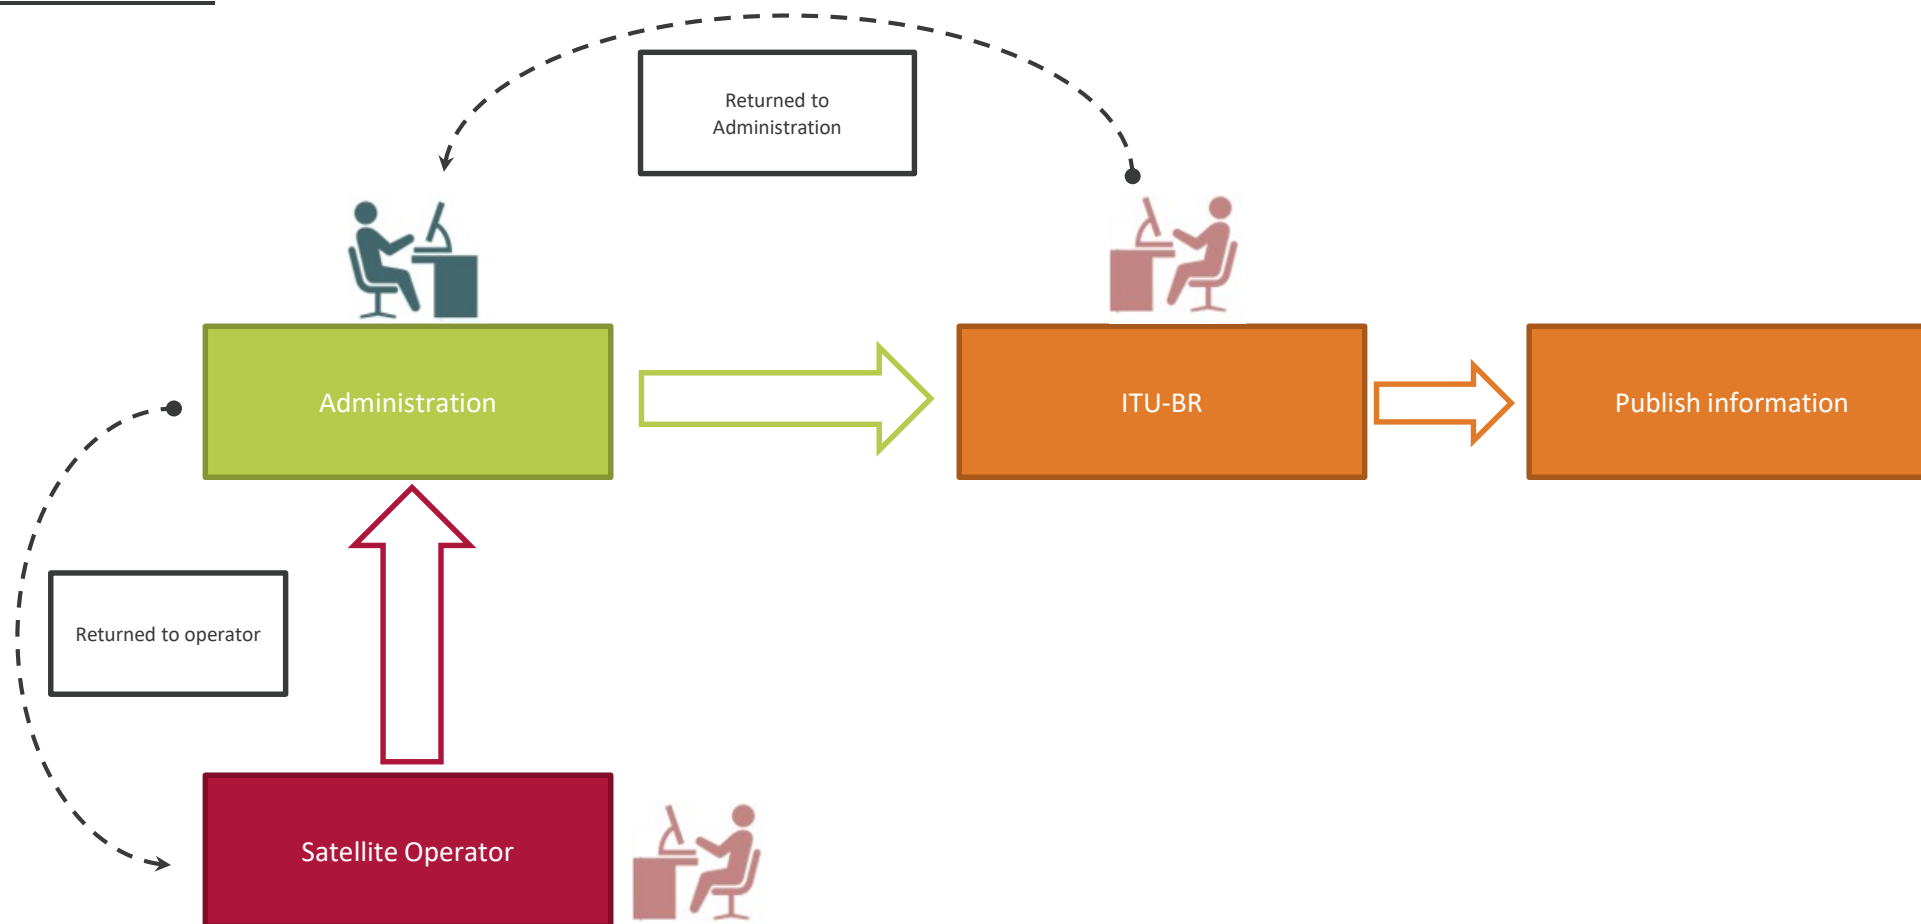 Returned to
Administration
Administration
ITU-BR
Publish information
Returned to operator
Satellite Operator